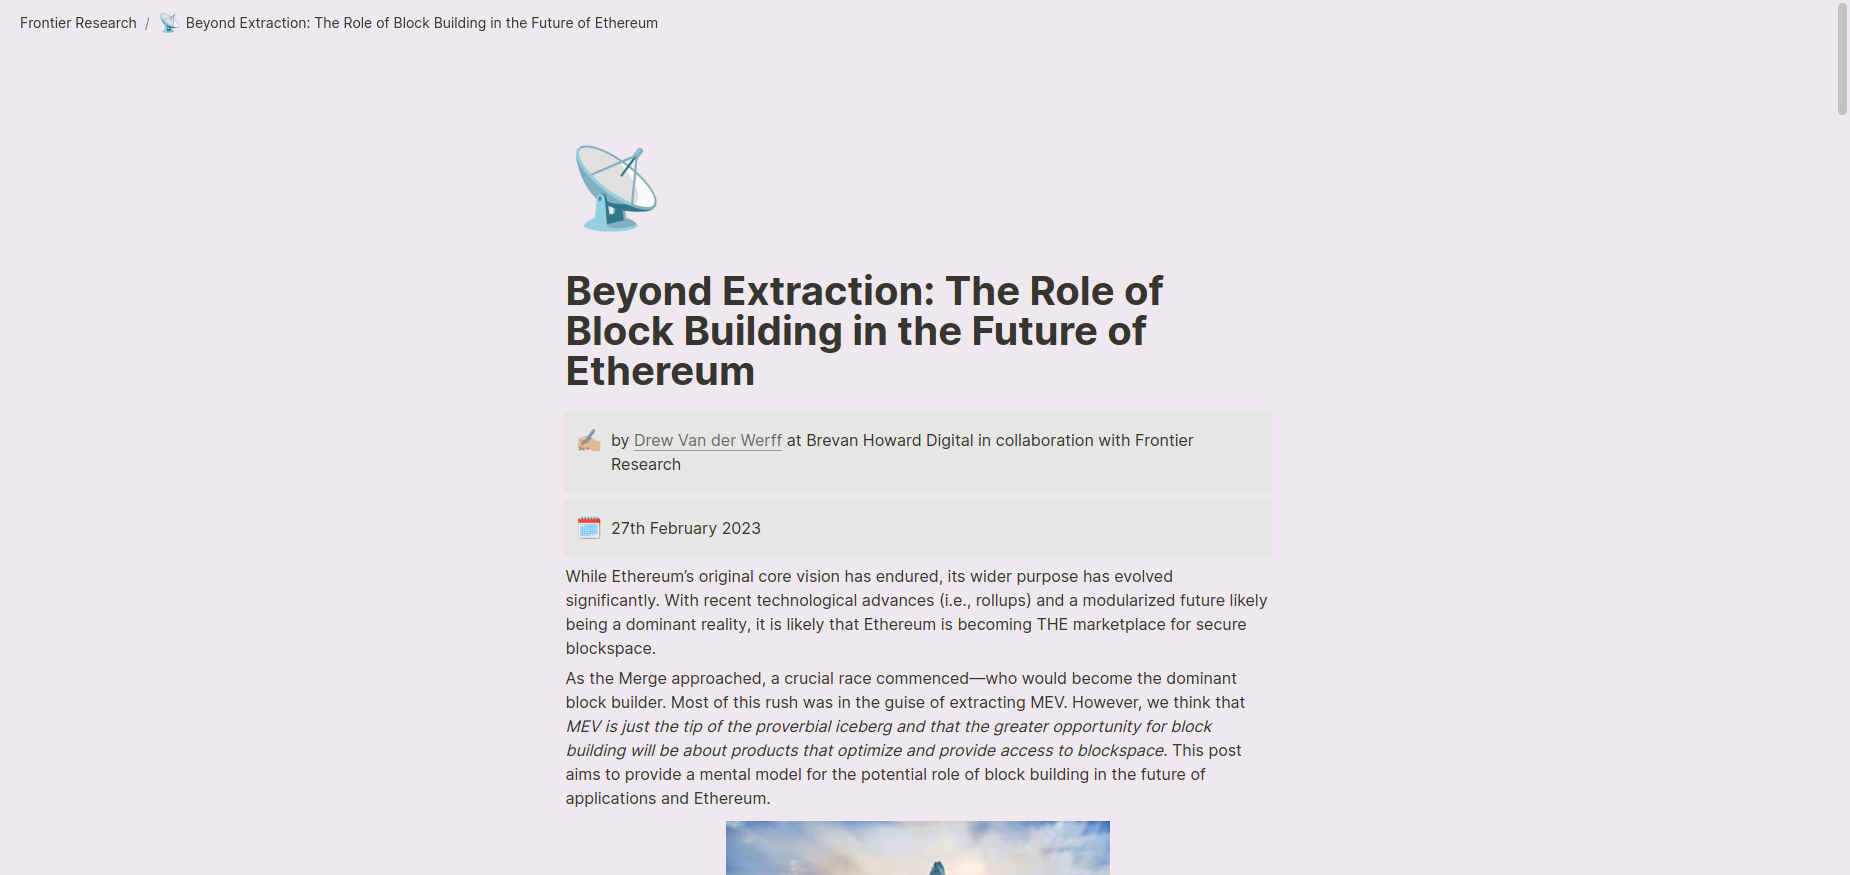 Frontier Research / Beyond Extraction: The Role of Block Building in the Future of Ethereum
Beyond Extraction: The Role of
Block Building in the Future of
Ethereum
by Drew Van der Werff at Brevan Howard Digital in collaboration with Frontier
Research
27th February 2023
While Ethereum’s original core vision has endured, its wider purpose has evolved
significantly. With recent technological advances (i.e., rollups) and a modularized future likely
being a dominant reality, it is likely that Ethereum is becoming THE marketplace for secure
blockspace.
As the Merge approached, a crucial race commenced—who would become the dominant
block builder. Most of this rush was in the guise of extracting MEV. However, we think that
MEV is just the tip of the proverbial iceberg and that the greater opportunity for block
building will be about products that optimize and provide access to blockspace. This post
aims to provide a mental model for the potential role of block building in the future of
applications and Ethereum.